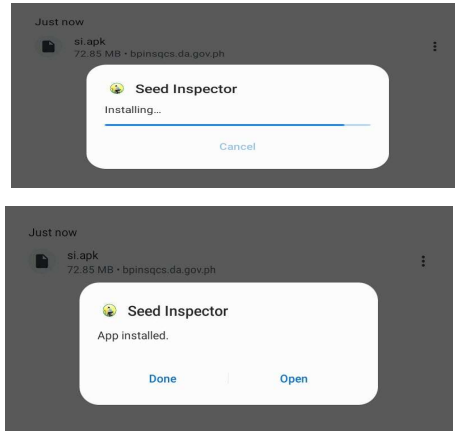 Just now
si.apk
72.85 MB • bpinsqcs.da.gov.ph
Seed Inspector
Installing...
Cancel
Just now
si.apk
72.85 MB • bpinsqcs.da.gov.ph
Seed Inspector
App installed.
Done Open